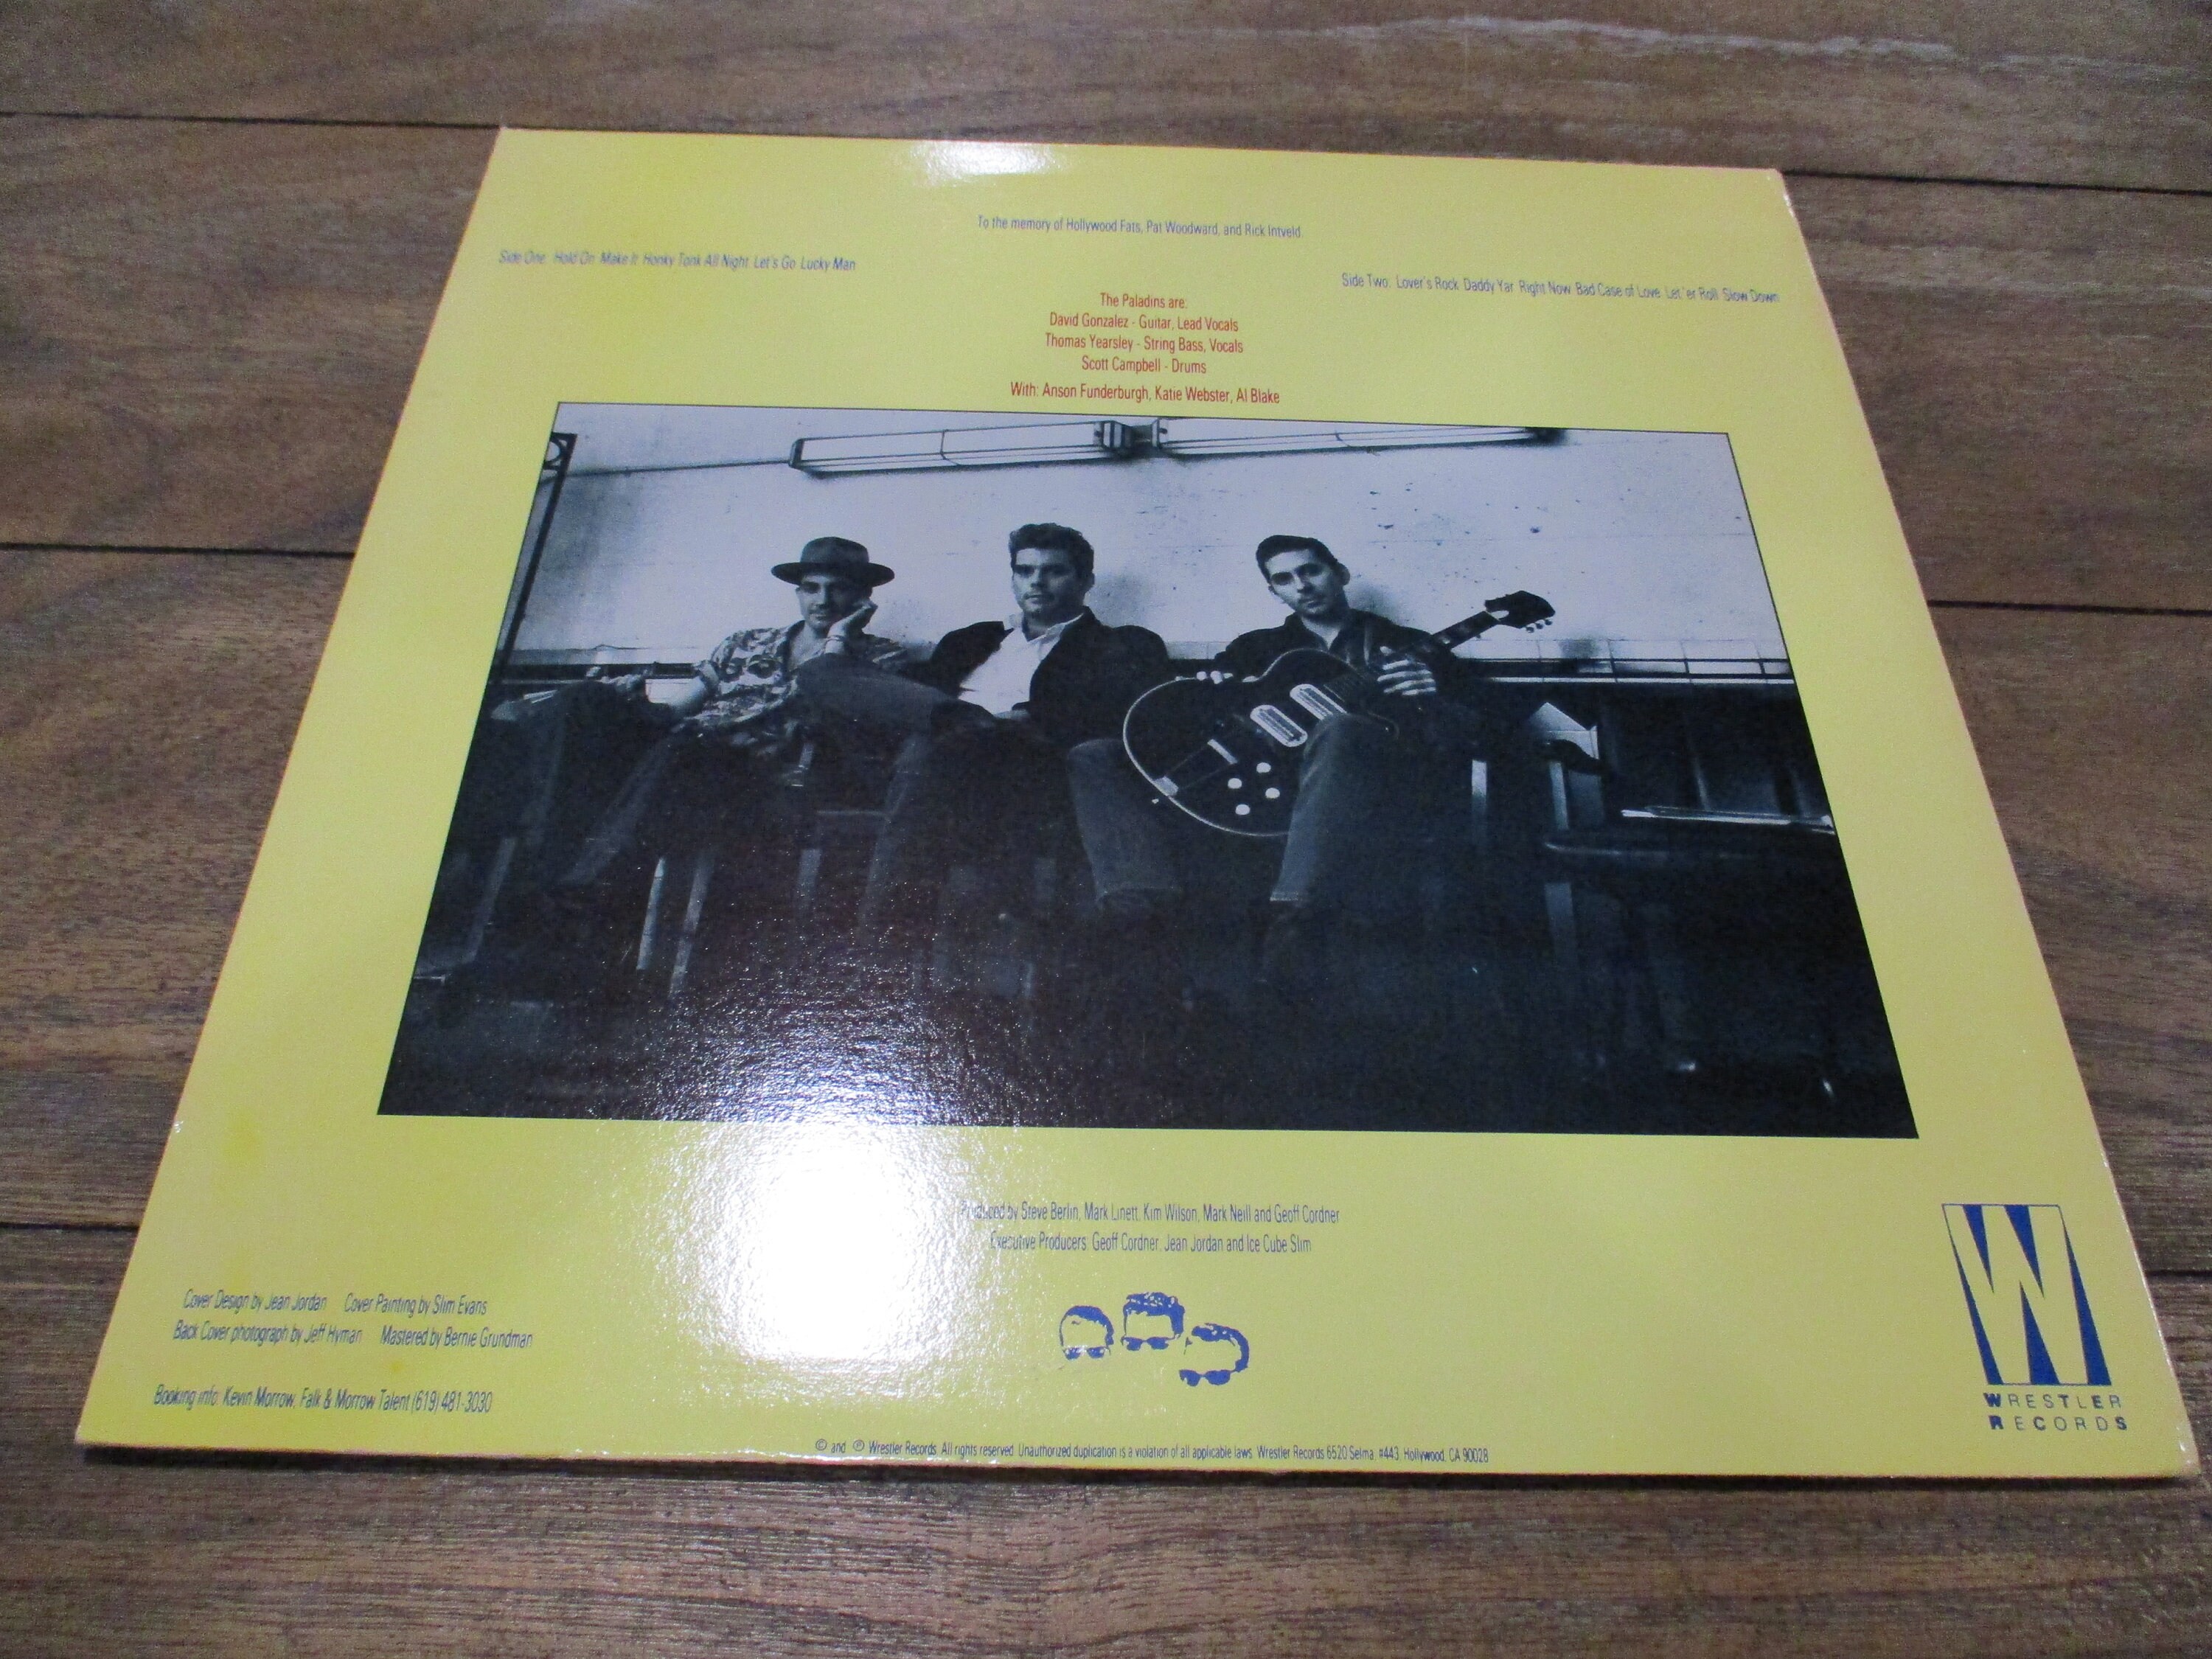 To the memory of Hollywood Fats, Pat Woodward, and Rick Intveld.
Side One: Hold On Make It Honky Tonk All Night Let's Go Lucky Man
Side Two: Lover's Rock Daddy Yar Right Now Bad Case of Love Let 'er Roll Slow Down
The Paladins are:
David Gonzalez - Guitar, Lead Vocals
Thomas Yearsley - String Bass, Vocals
Scott Campbell - Drums
With: Anson Funderburgh, Katie Webster, Al Blake
Produced by Steve Berlin, Mark Linett, Kim Wilson, Mark Neill and Geoff Cordner
Executive Producers: Geoff Cordner, Jean Jordan and Ice Cube Slim
Cover Design by Jean Jordan Cover Painting by Slim Evans
Back Cover photograph by Jeff Hyman Mastered by Bernie Grundman
Booking info: Kevin Morrow, Falk & Morrow Talent (619) 481-3030
W
WRESTLER
RECORDS
© and ℗ Wrestler Records. All rights reserved. Unauthorized duplication is a violation of all applicable laws. Wrestler Records 6520 Selma, #443, Hollywood, CA 90028